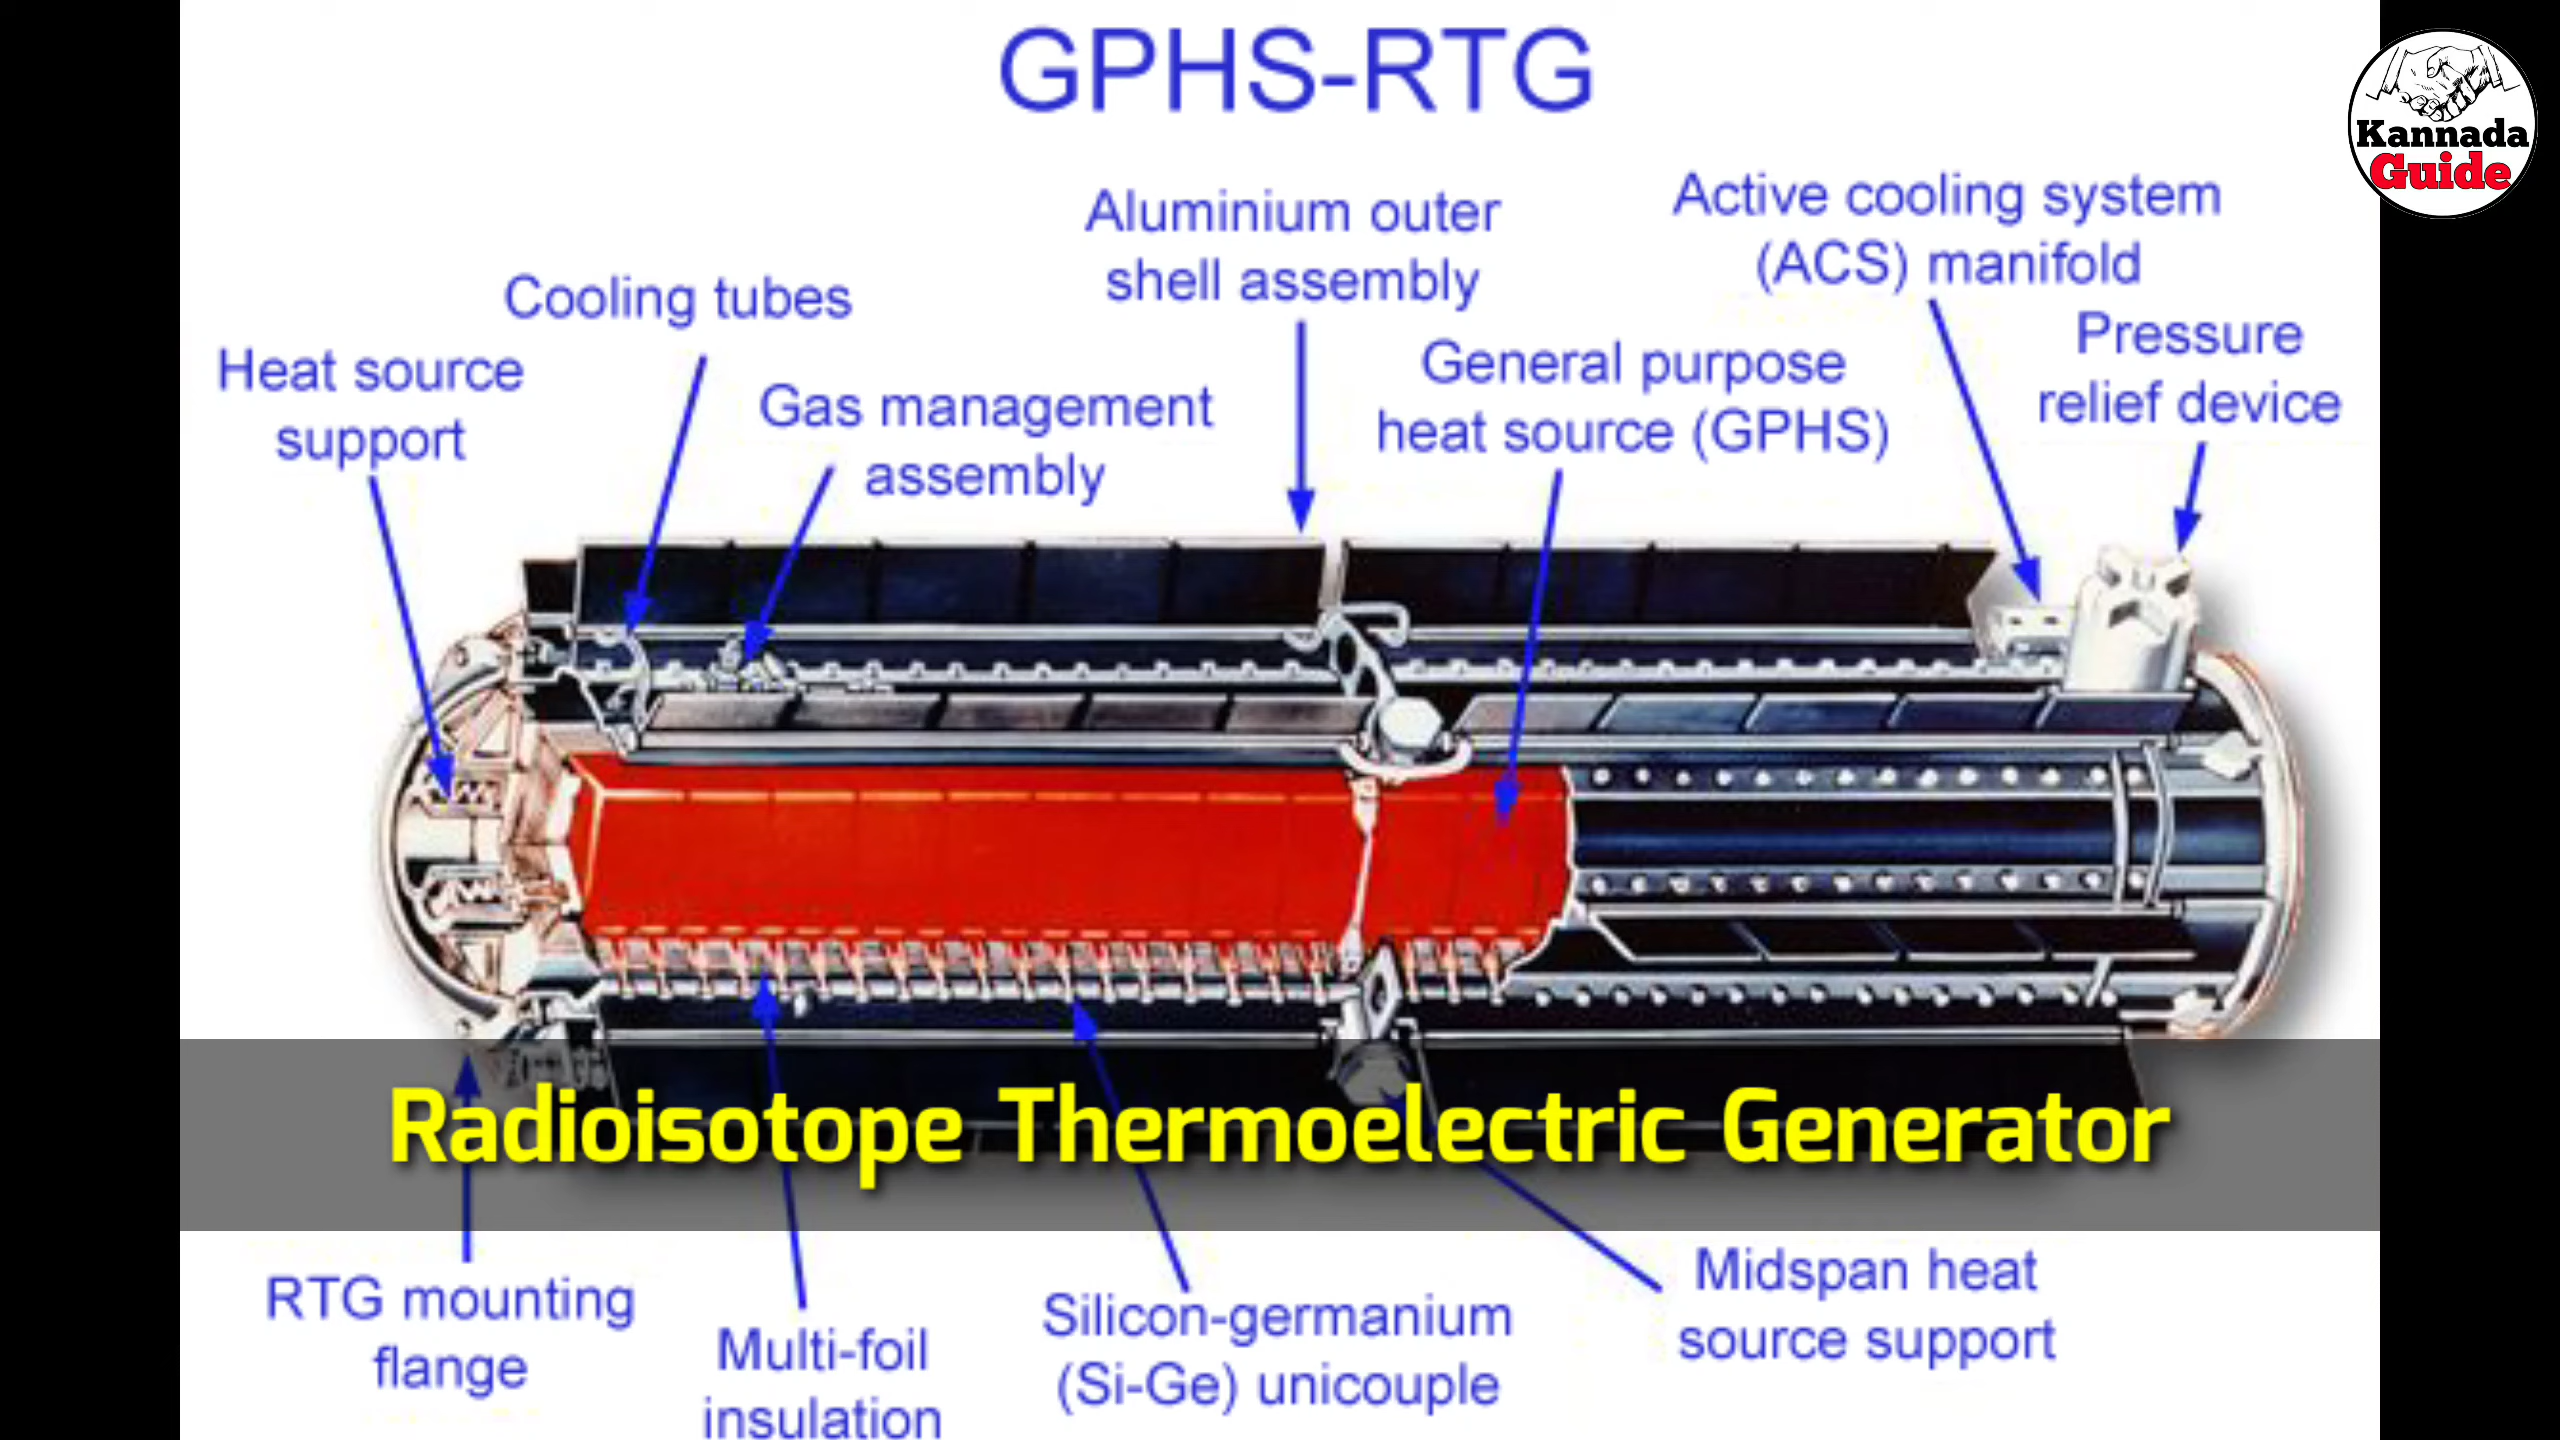 GPHS-RTG
Kannada
Guide
Aluminium outer
shell assembly
Active cooling system
(ACS) manifold
Cooling tubes
Pressure
relief device
Heat source
support
General purpose
heat source (GPHS)
Gas management
assembly
Radioisotope Thermoelectric Generator
RTG mounting
flange
Multi-foil
insulation
Silicon-germanium
(Si-Ge) unicouple
Midspan heat
source support